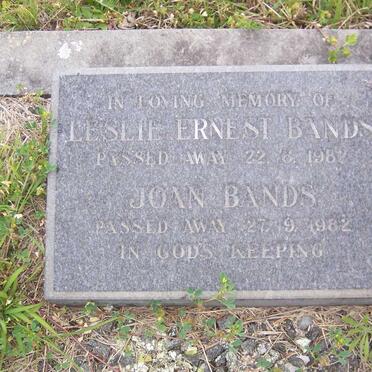 IN LOVING MEMORY OF
LESLIE ERNEST BANDS
PASSED AWAY 22.8.1982
JOAN BANDS
PASSED AWAY 27.9.1982
IN GOD'S KEEPING